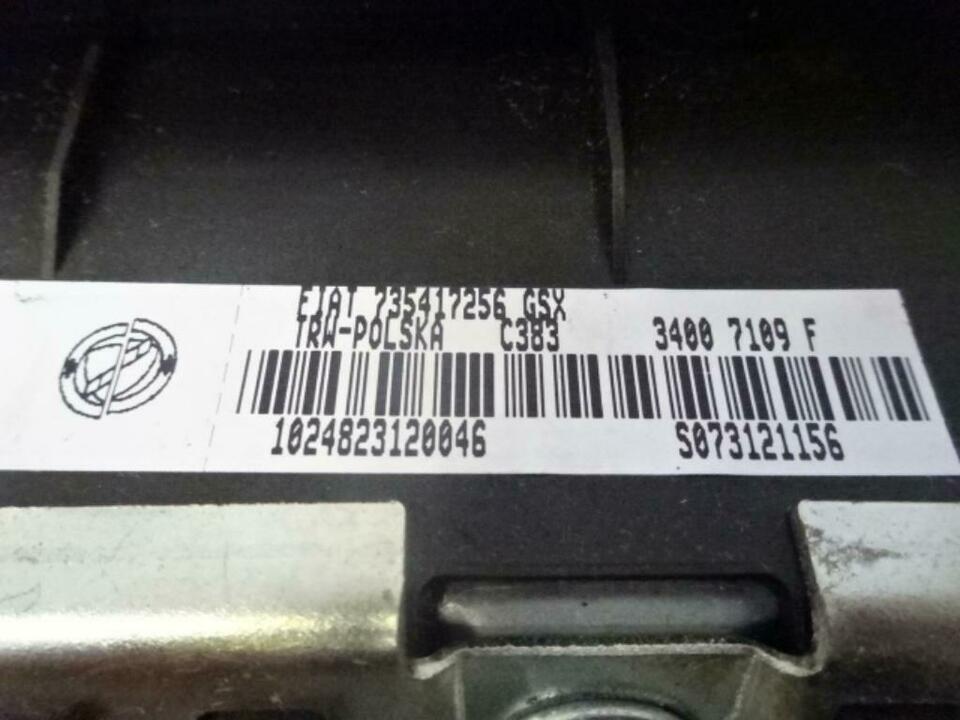 FIAT 735417256 GSX
TRW-POLSKA C383 3400 7109 F
1024823120046 S073121156